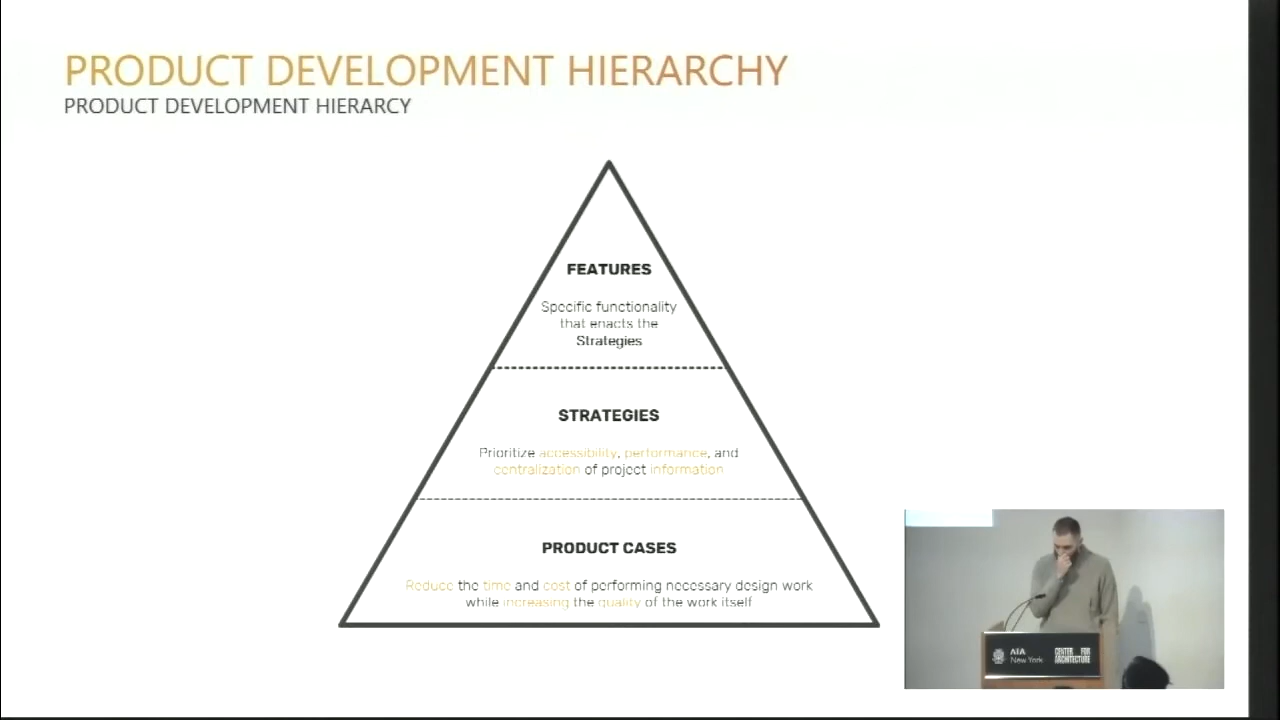 PRODUCT DEVELOPMENT HIERARCHY
PRODUCT DEVELOPMENT HIERARCY
FEATURES
Specific functionality
that enacts the
Strategies
STRATEGIES
Prioritize accessibility, performance, and
centralization of project information
PRODUCT CASES
Reduce the time and cost of performing necessary design work
while increasing the quality of the work itself
AIA
New York
CENTER FOR
ARCHITECTURE